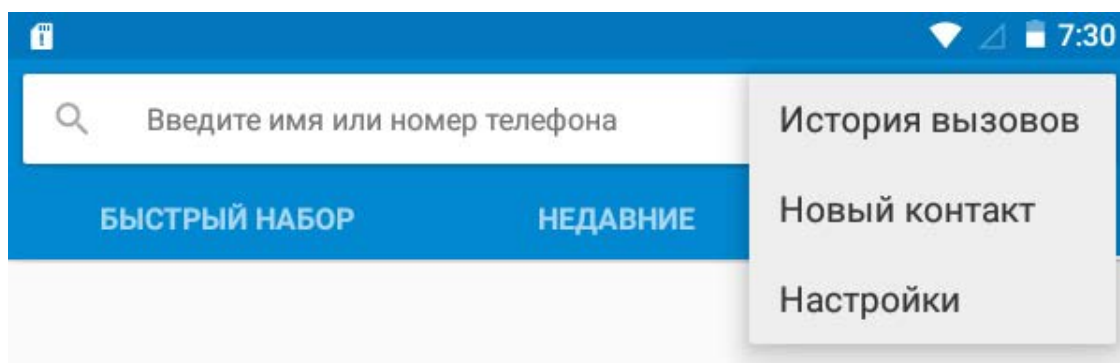 7:30
Введите имя или номер телефона
История вызовов
БЫСТРЫЙ НАБОР НЕДАВНИЕ
Новый контакт
Настройки